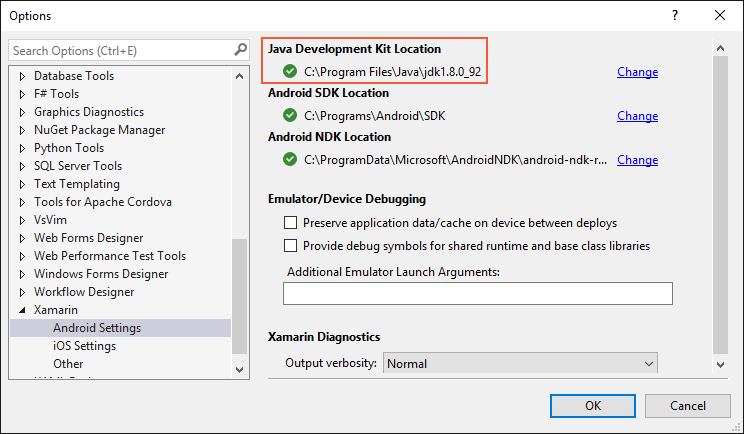 Options
Search Options (Ctrl+E)
Database Tools
F# Tools
Graphics Diagnostics
NuGet Package Manager
Python Tools
SQL Server Tools
Text Templating
Tools for Apache Cordova
VsVim
Web Forms Designer
Web Performance Test Tools
Windows Forms Designer
Workflow Designer
Xamarin
Android Settings
iOS Settings
Other
Java Development Kit Location
C:\Program Files\Java\jdk1.8.0_92 Change
Android SDK Location
C:\Programs\Android\SDK Change
Android NDK Location
C:\ProgramData\Microsoft\AndroidNDK\android-ndk-r... Change
Emulator/Device Debugging
Preserve application data/cache on device between deploys
Provide debug symbols for shared runtime and base class libraries
Additional Emulator Launch Arguments:
Xamarin Diagnostics
Output verbosity: Normal
OK Cancel